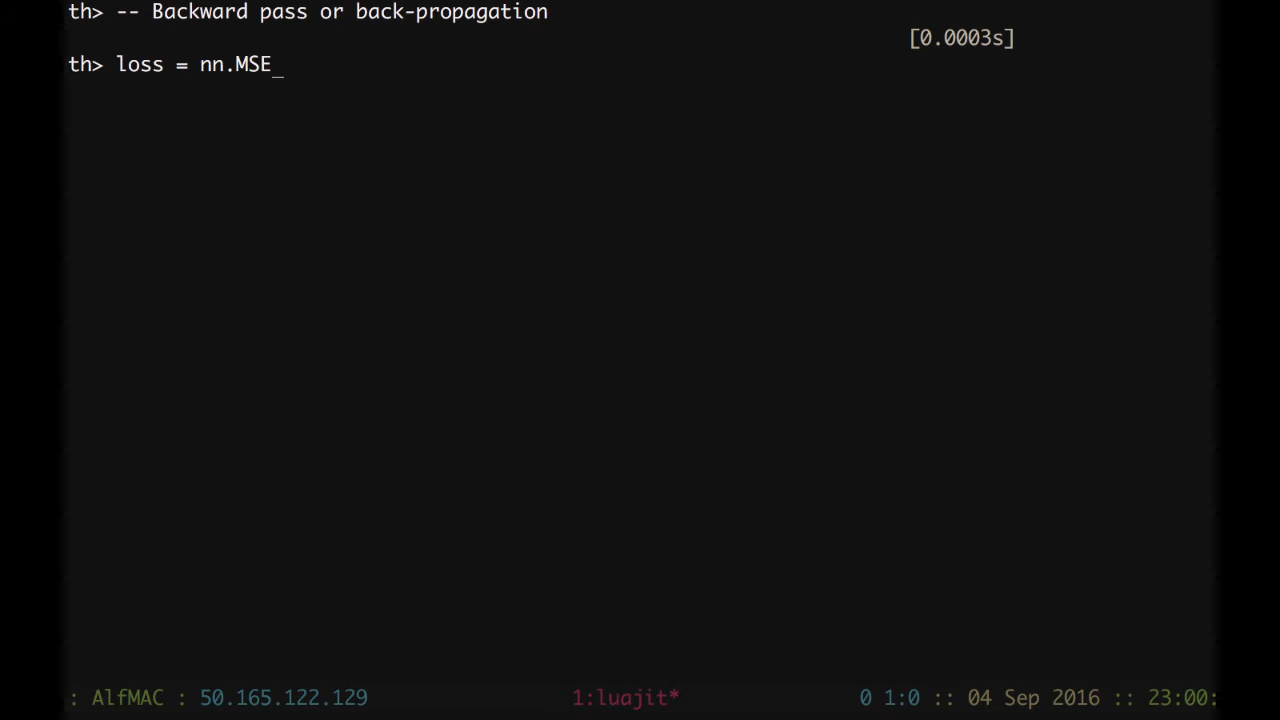 th> -- Backward pass or back-propagation
[0.0003s]
th> loss = nn.MSE_
: AlfMAC : 50.165.122.129 1:luajit* 0 1:0 :: 04 Sep 2016 :: 23:00: